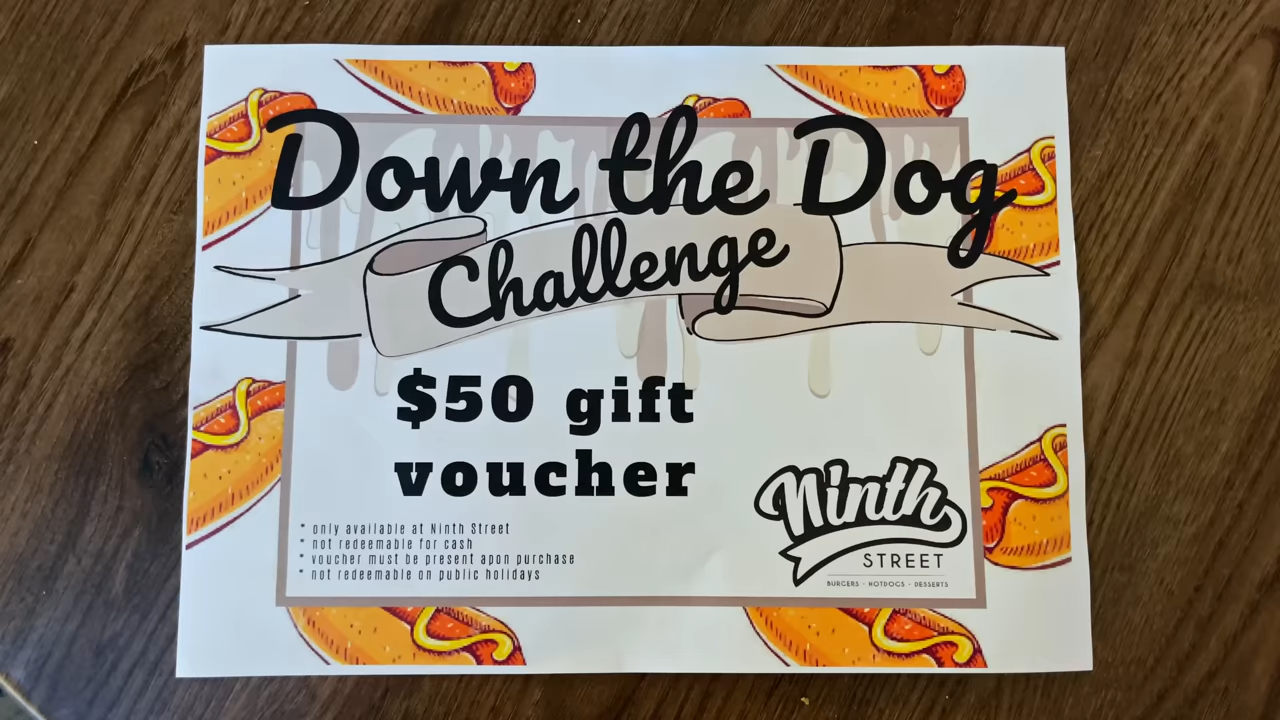 Down the Dog
Challenge
$50 gift
voucher
* only available at Ninth Street
* not redeemable for cash
* voucher must be present apon purchase
* not redeemable on public holidays
Ninth
STREET
BURGERS - HOTDOGS - DESSERTS